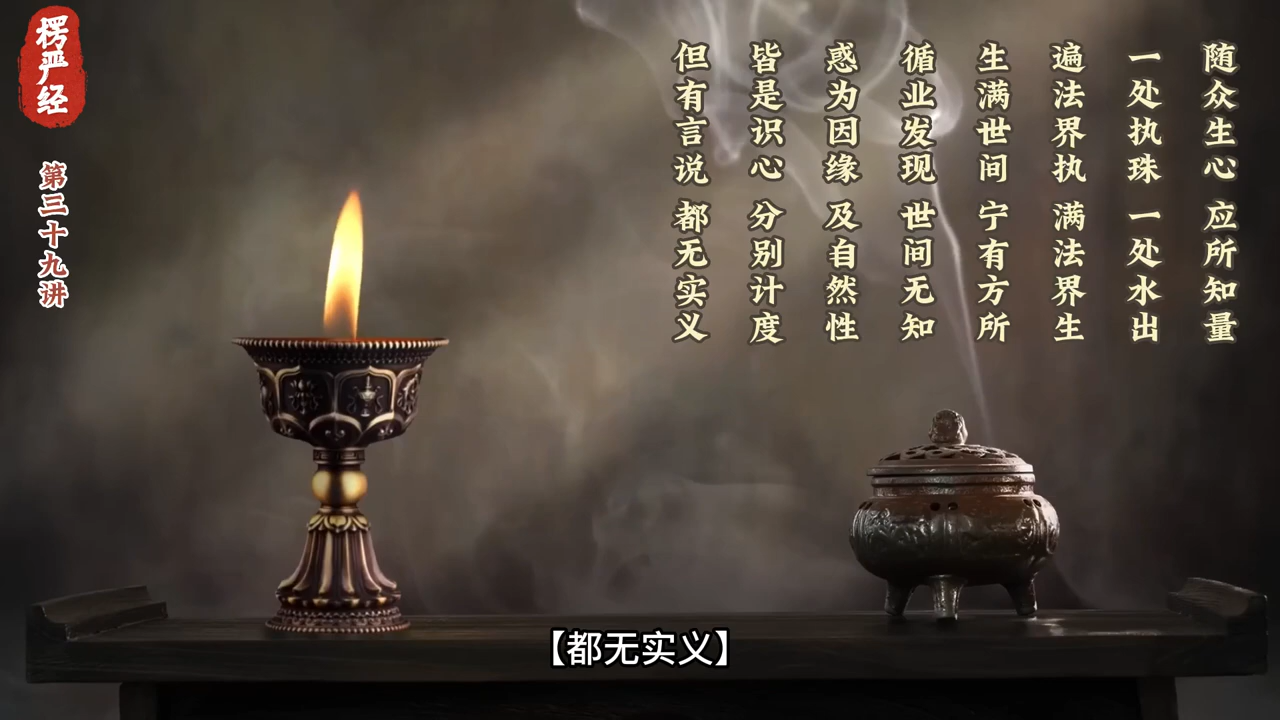 楞严经
第三十九讲
随众生心 应所知量
一处执珠 一处水出
遍法界执 满法界生
生满世间 宁有方所
循业发现 世间无知
惑为因缘 及自然性
皆是识心 分别计度
但有言说 都无实义
【都无实义】